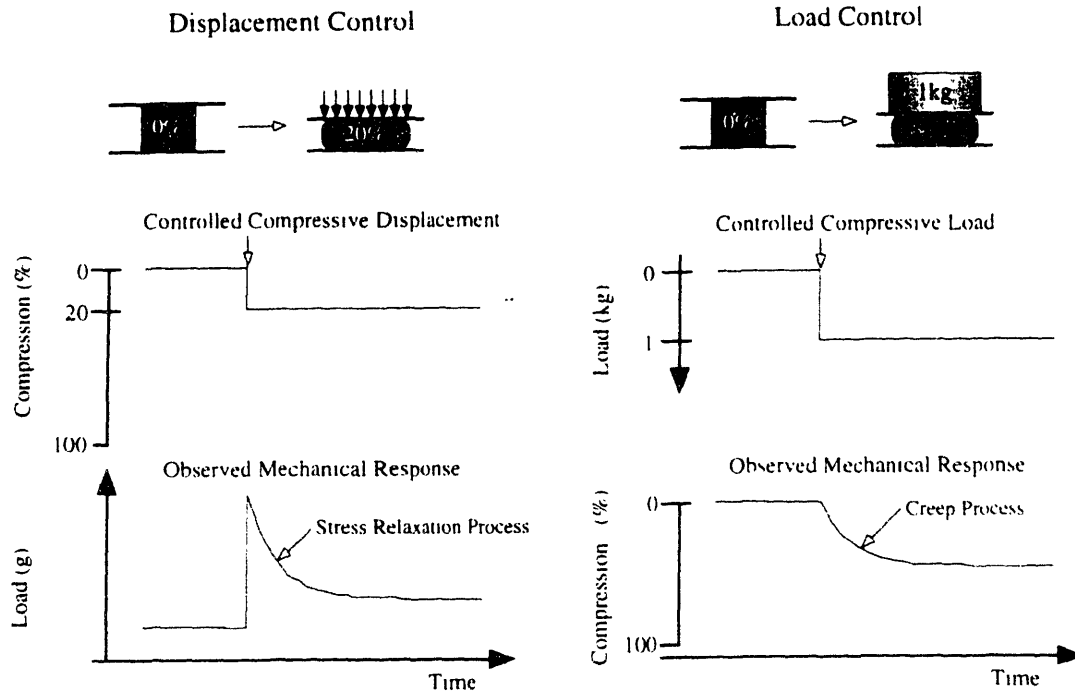 Displacement Control
0%
20%
Controlled Compressive Displacement
Compression (%)
0
20
100
Observed Mechanical Response
Load (g)
Stress Relaxation Process
Time
Load Control
0%
1kg
Controlled Compressive Load
Load (kg)
0
1
Observed Mechanical Response
Compression (%)
0
100
Creep Process
Time